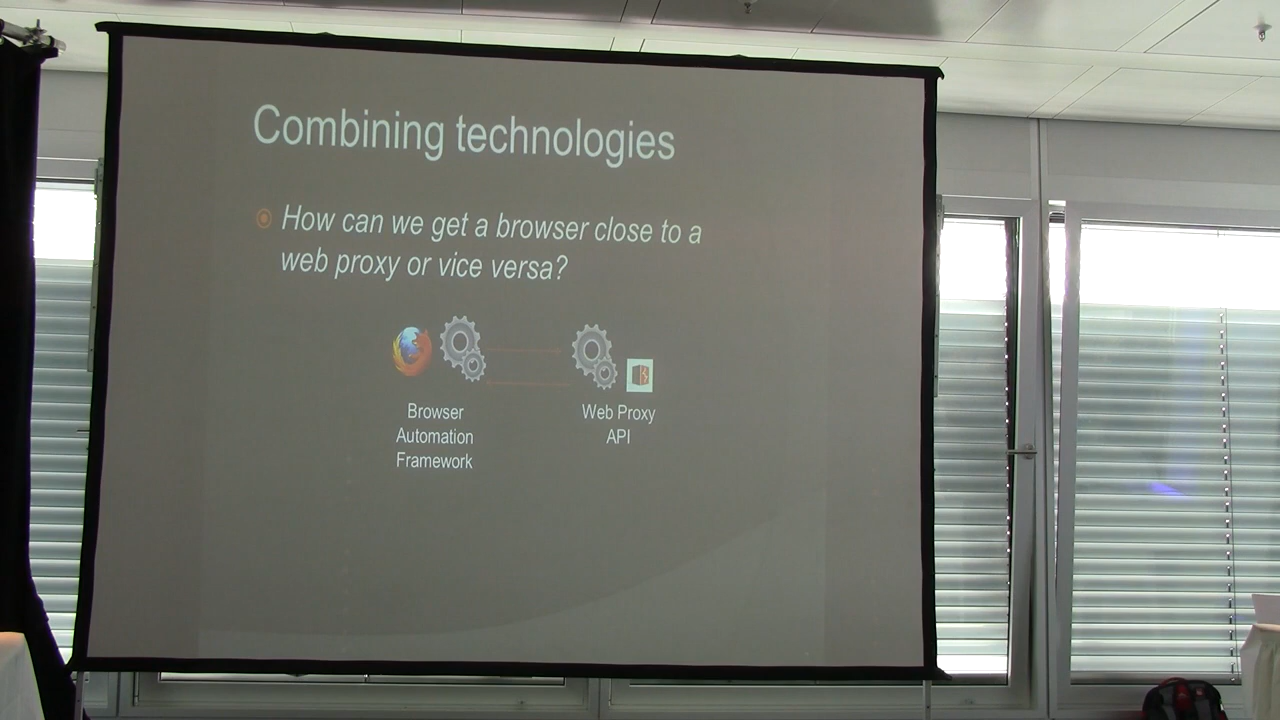 Combining technologies
How can we get a browser close to a
web proxy or vice versa?
Browser
Automation
Framework
Web Proxy
API